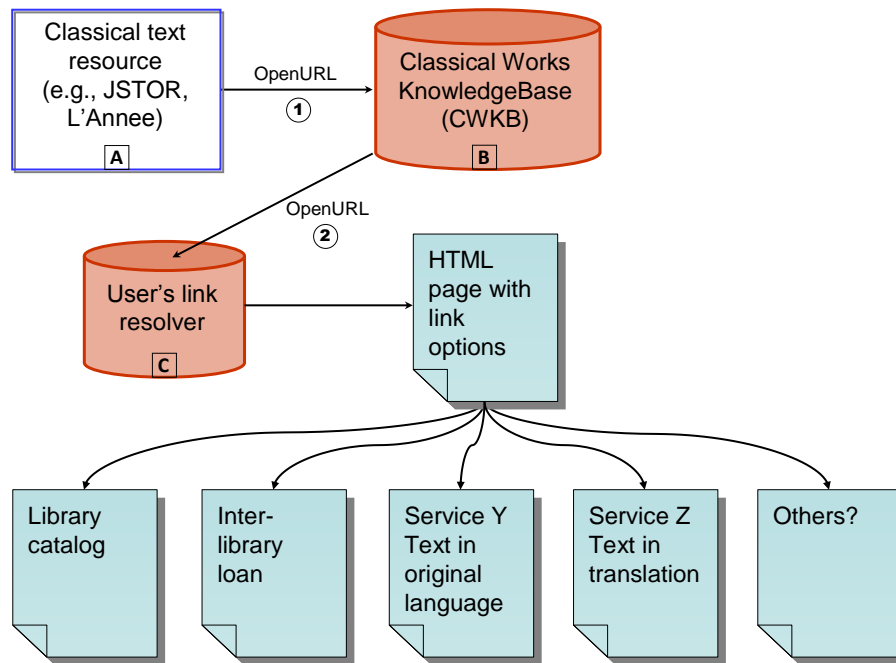 Classical text
resource
(e.g., JSTOR,
L'Annee)
A
OpenURL
1
Classical Works
KnowledgeBase
(CWKB)
B
OpenURL
2
User's link
resolver
C
HTML
page with
link
options
Library
catalog
Inter-
library
loan
Service Y
Text in
original
language
Service Z
Text in
translation
Others?